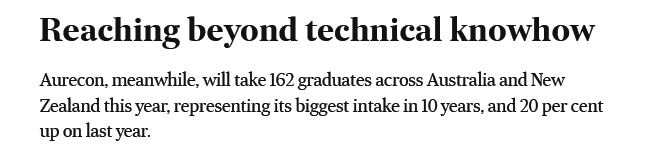 Reaching beyond technical knowhow
Aurecon, meanwhile, will take 162 graduates across Australia and New
Zealand this year, representing its biggest intake in 10 years, and 20 per cent
up on last year.